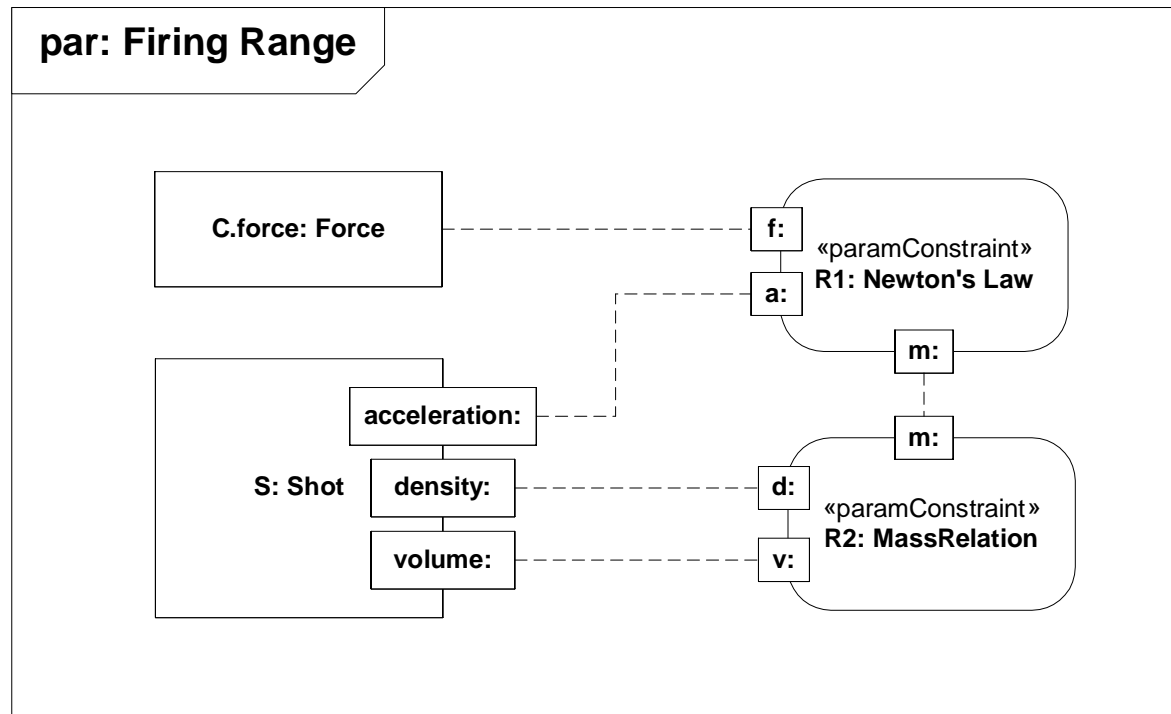 par: Firing Range
C.force: Force
f:
«paramConstraint»
R1: Newton's Law
a:
m:
acceleration:
m:
S: Shot
density:
d:
«paramConstraint»
R2: MassRelation
volume:
v: